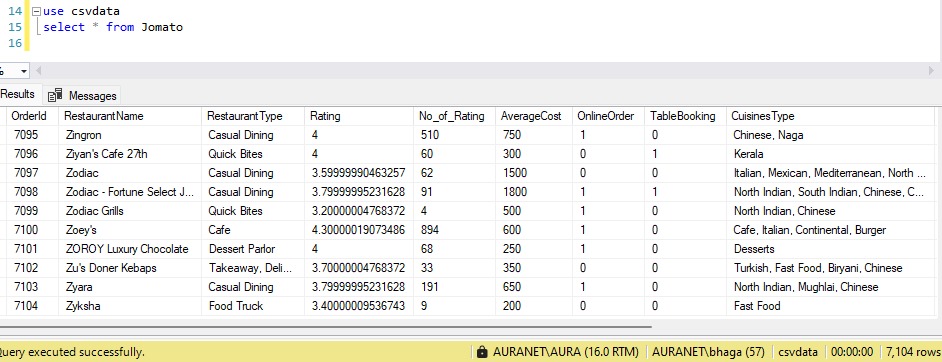 14 use csvdata
15 select * from Jomato
16
%
Results Messages
OrderId RestaurantName RestaurantType Rating No_of_Rating AverageCost OnlineOrder TableBooking CuisinesType
7095 Zingron Casual Dining 4 510 750 1 0 Chinese, Naga
7096 Ziyan's Cafe 27th Quick Bites 4 60 300 0 1 Kerala
7097 Zodiac Casual Dining 3.59999990463257 62 1500 0 0 Italian, Mexican, Mediterranean, North ...
7098 Zodiac - Fortune Select J... Casual Dining 3.79999995231628 91 1800 1 1 North Indian, South Indian, Chinese, C...
7099 Zodiac Grills Quick Bites 3.20000004768372 4 500 1 0 North Indian, Chinese
7100 Zoey's Cafe 4.30000019073486 894 600 1 0 Cafe, Italian, Continental, Burger
7101 ZOROY Luxury Chocolate Dessert Parlor 4 68 250 1 0 Desserts
7102 Zu's Doner Kebaps Takeaway, Deli... 3.70000004768372 33 350 0 0 Turkish, Fast Food, Biryani, Chinese
7103 Zyara Casual Dining 3.79999995231628 191 650 1 0 North Indian, Mughlai, Chinese
7104 Zyksha Food Truck 3.40000009536743 9 200 0 0 Fast Food
Query executed successfully. AURANET\AURA (16.0 RTM) AURANET\bhaga (57) csvdata 00:00:00 7,104 rows